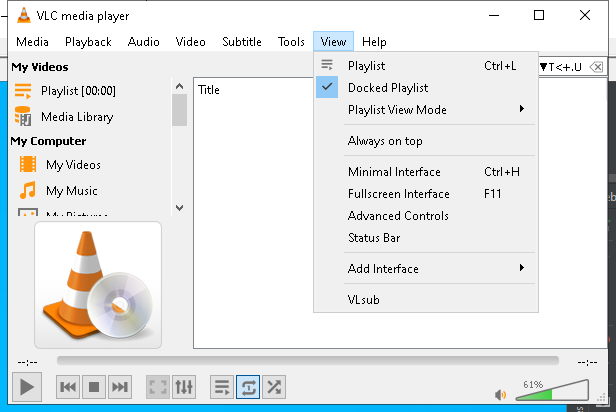 VLC media player
Media Playback Audio Video Subtitle Tools View Help
My Videos
Playlist [00:00]
Media Library
My Computer
My Videos
My Music
My Pictures
Title
Playlist Ctrl+L
Docked Playlist
Playlist View Mode
Always on top
Minimal Interface Ctrl+H
Fullscreen Interface F11
Advanced Controls
Status Bar
Add Interface
VLsub
▼T<+.U
--:-- --:--
61%